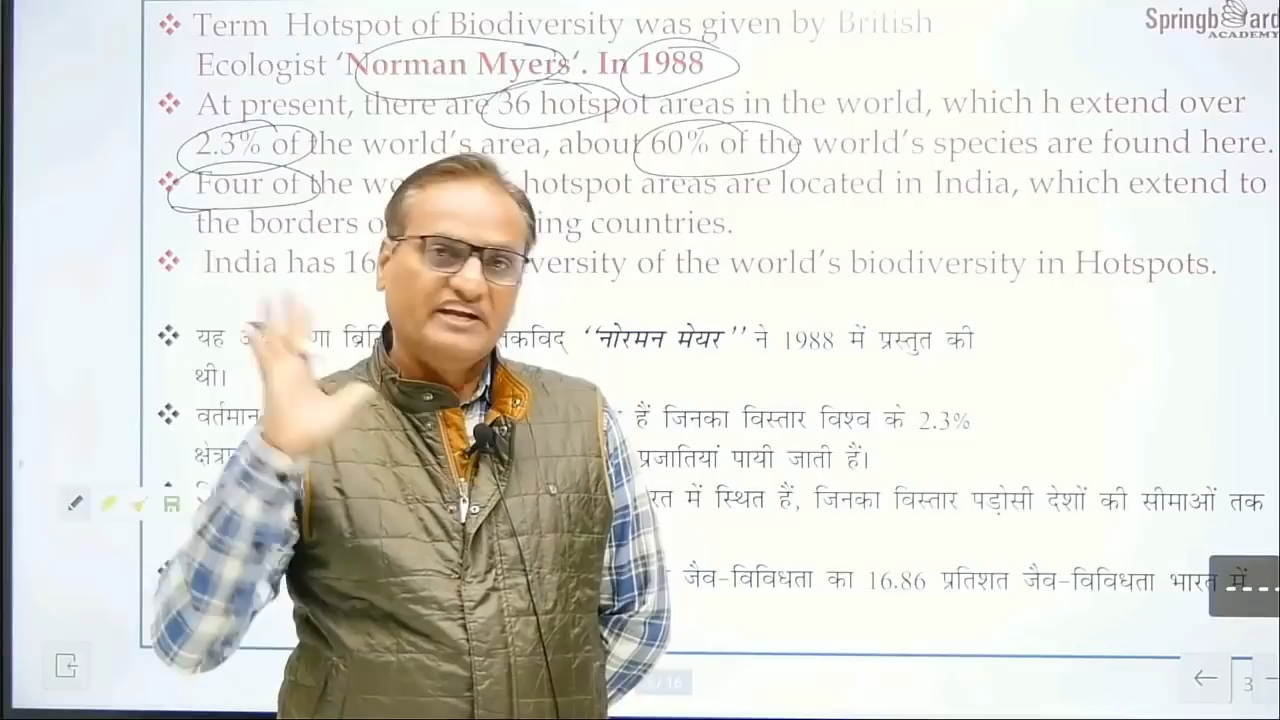 Springb ard
ACADEMY
❖ Term Hotspot of Biodiversity was given by British
Ecologist ‘Norman Myers‘. In 1988
❖ At present, there are 36 hotspot areas in the world, which h extend over
2.3% of the world’s area, about 60% of the world’s species are found here.
❖ Four of the hotspot areas are located in India, which extend to
the borders ing countries.
❖ India has 16 versity of the world’s biodiversity in Hotspots.
❖ यह णा ब्रि तकविद् ‘‘नोरमन मेयर’’ ने 1988 में प्रस्तुत की
थी।
❖ वर्तमान हैं जिनका विस्तार विश्व के 2.3%
क्षेत्र प्रजातियां पायी जाती हैं।
रत में स्थित हैं, जिनका विस्तार पड़ोसी देशों की सीमाओं तक
जैव-विविधता का 16.86 प्रतिशत जैव-विविधता भारत में
/ 16
3